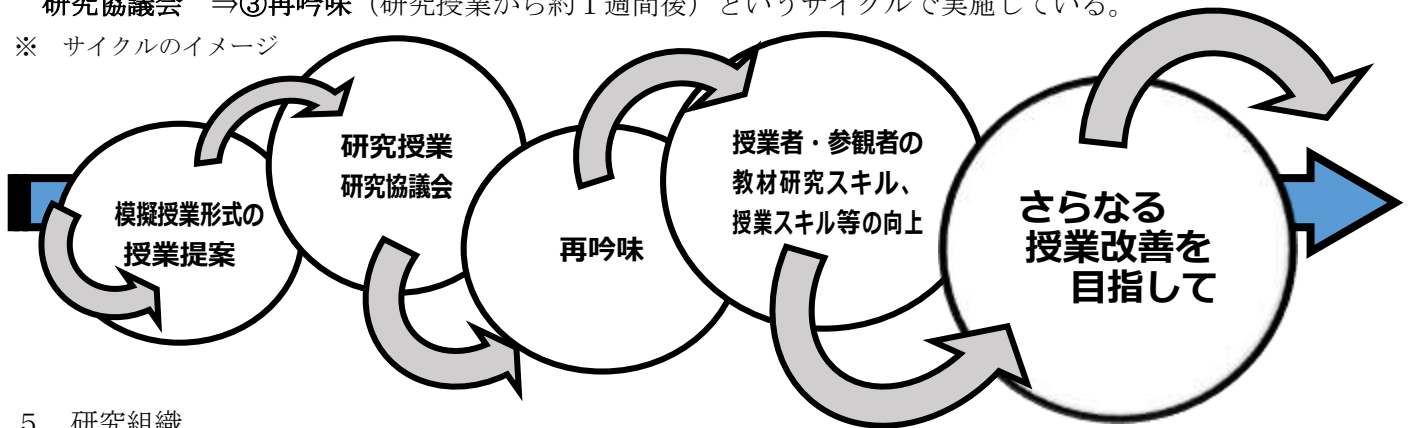 研究協議会 ⇒③再吟味（研究授業から約１週間後）というサイクルで実施している。
※ サイクルのイメージ
模擬授業形式の
授業提案
研究授業
研究協議会
再吟味
授業者・参観者の
教材研究スキル、
授業スキル等の向上
さらなる
授業改善を
目指して
５ 研究組織